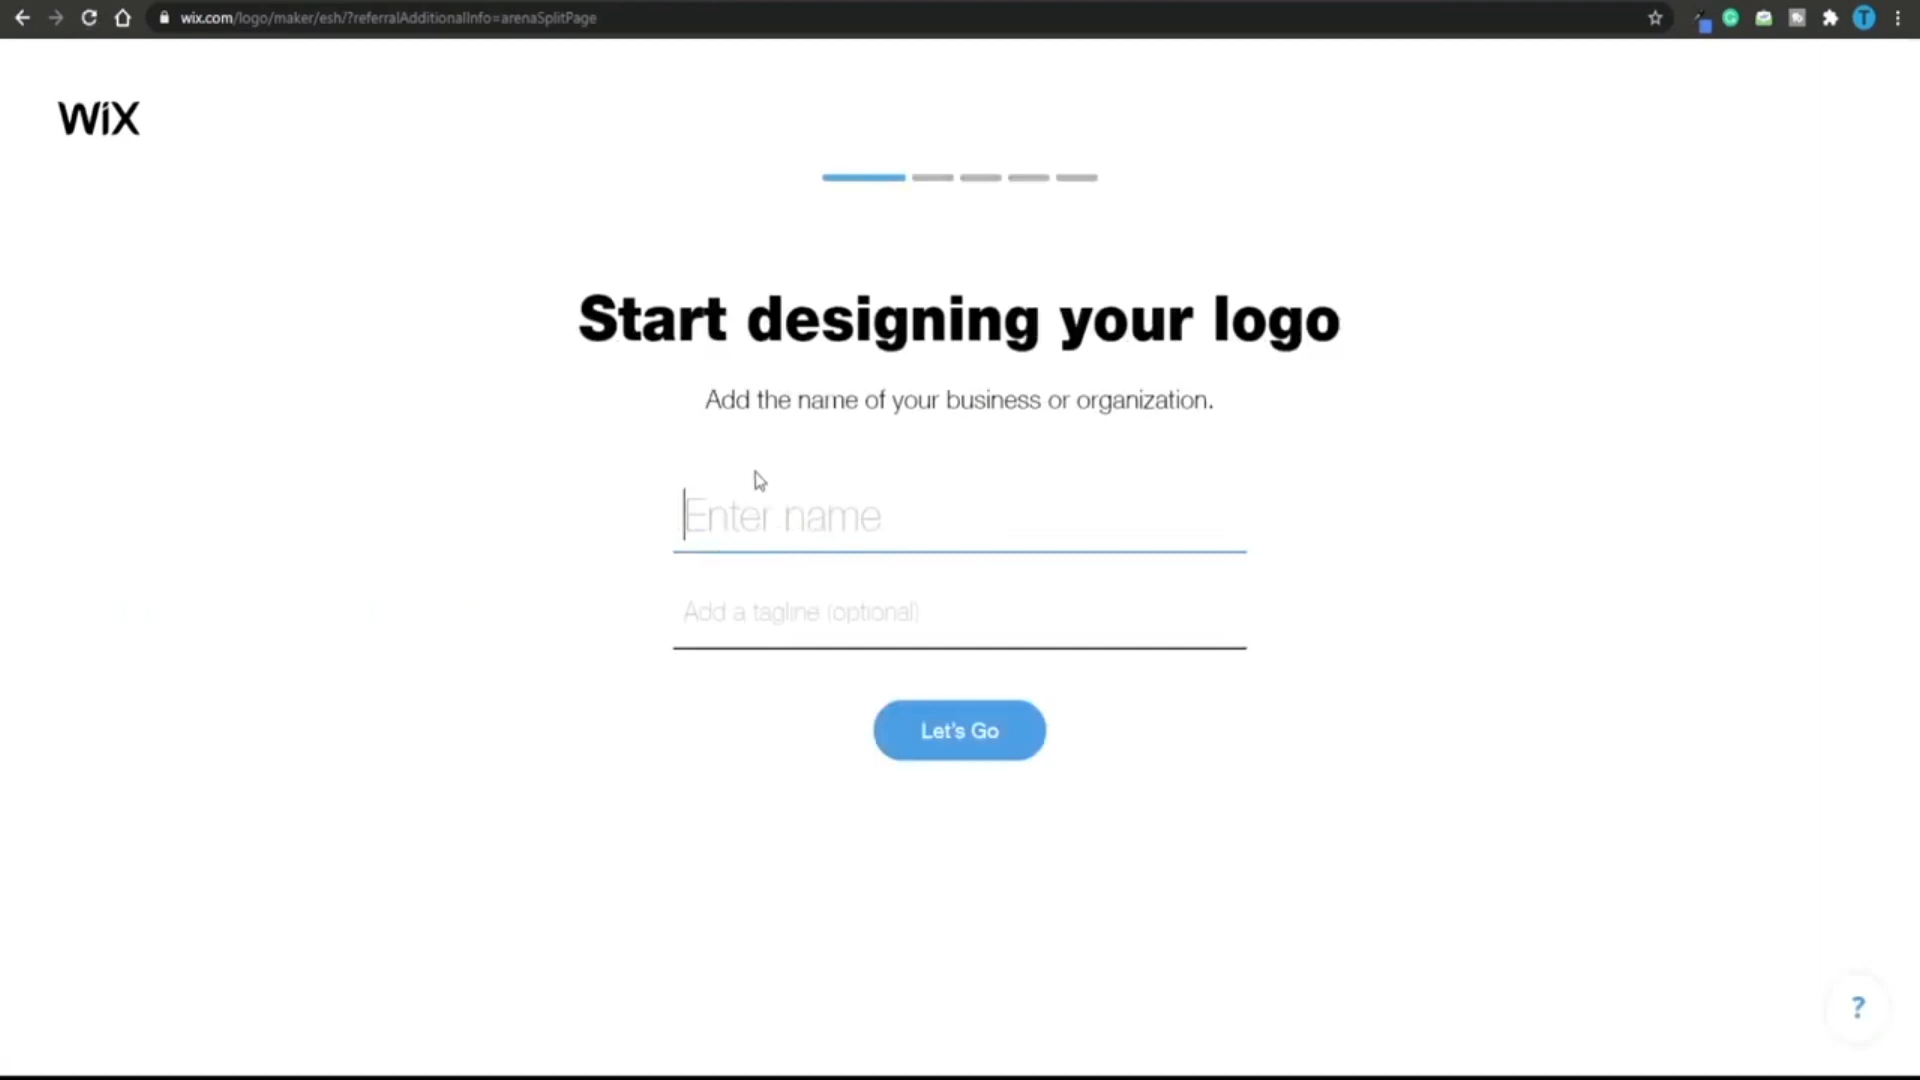 wix.com/logo/maker/esh/?referralAdditionalInfo=arenaSplitPage
T
WiX
Start designing your logo
Add the name of your business or organization.
Enter name
Add a tagline (optional)
Let's Go
?